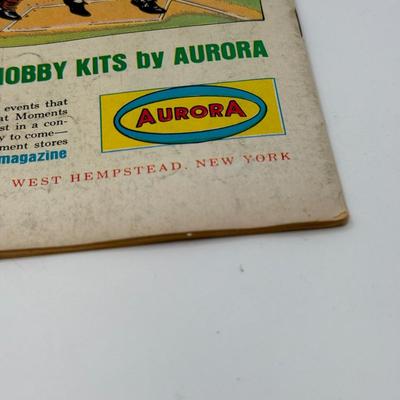 HOBBY KITS by AURORA
events that
at Moments
st in a con-
y to come—
ment stores
magazine
AURORA
WEST HEMPSTEAD, NEW YORK